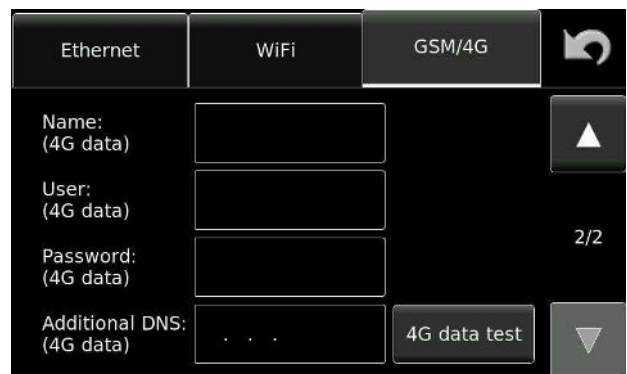 Ethernet
WiFi
GSM/4G
Name:
(4G data)
User:
(4G data)
2/2
Password:
(4G data)
Additional DNS:
(4G data)
. . .
4G data test